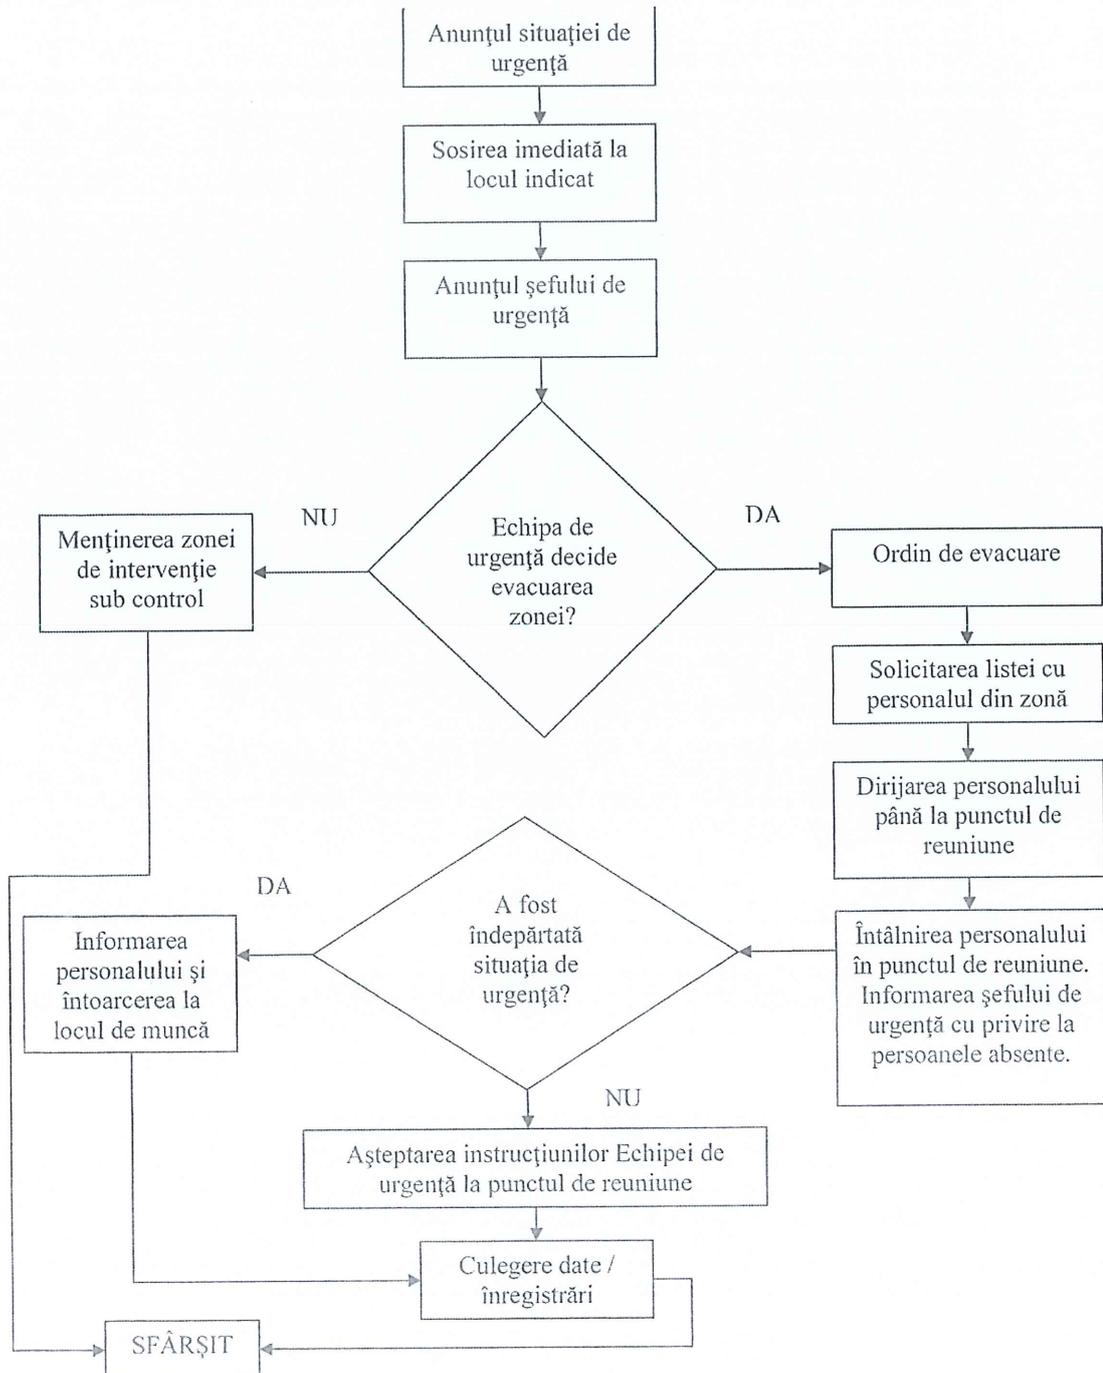 Anunţul situaţiei de
urgenţă
Sosirea imediată la
locul indicat
Anunţul şefului de
urgenţă
Echipa de
urgenţă decide
evacuarea
zonei?
NU
Menţinerea zonei
de intervenţie
sub control
DA
Ordin de evacuare
Solicitarea listei cu
personalul din zonă
Dirijarea personalului
până la punctul de
reuniune
Întâlnirea personalului
în punctul de reuniune.
Informarea şefului de
urgenţă cu privire la
persoanele absente.
A fost
îndepărtată
situaţia de
urgenţă?
DA
Informarea
personalului şi
întoarcerea la
locul de muncă
NU
Aşteptarea instrucţiunilor Echipei de
urgenţă la punctul de reuniune
Culegere date /
înregistrări
SFÂRŞIT